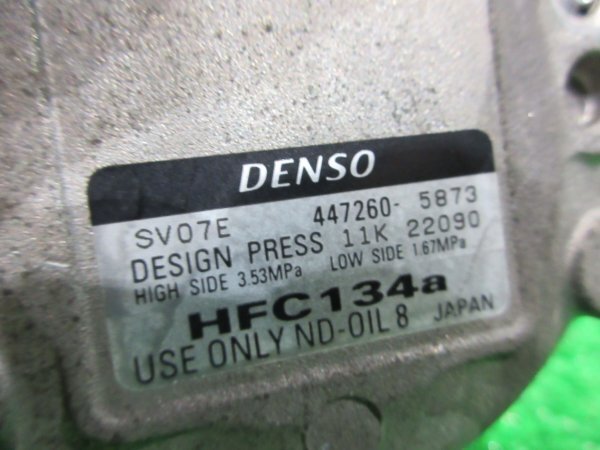 DENSO
SV07E 447260- 5873
DESIGN PRESS 11K 22090
HIGH SIDE 3.53MPa LOW SIDE 1.67MPa
HFC134a
USE ONLY ND-OIL 8 JAPAN